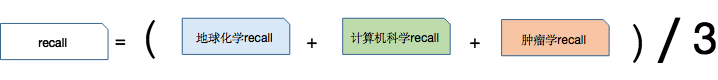 recall = ( 地球化学recall + 计算机科学recall + 肿瘤学recall ) / 3